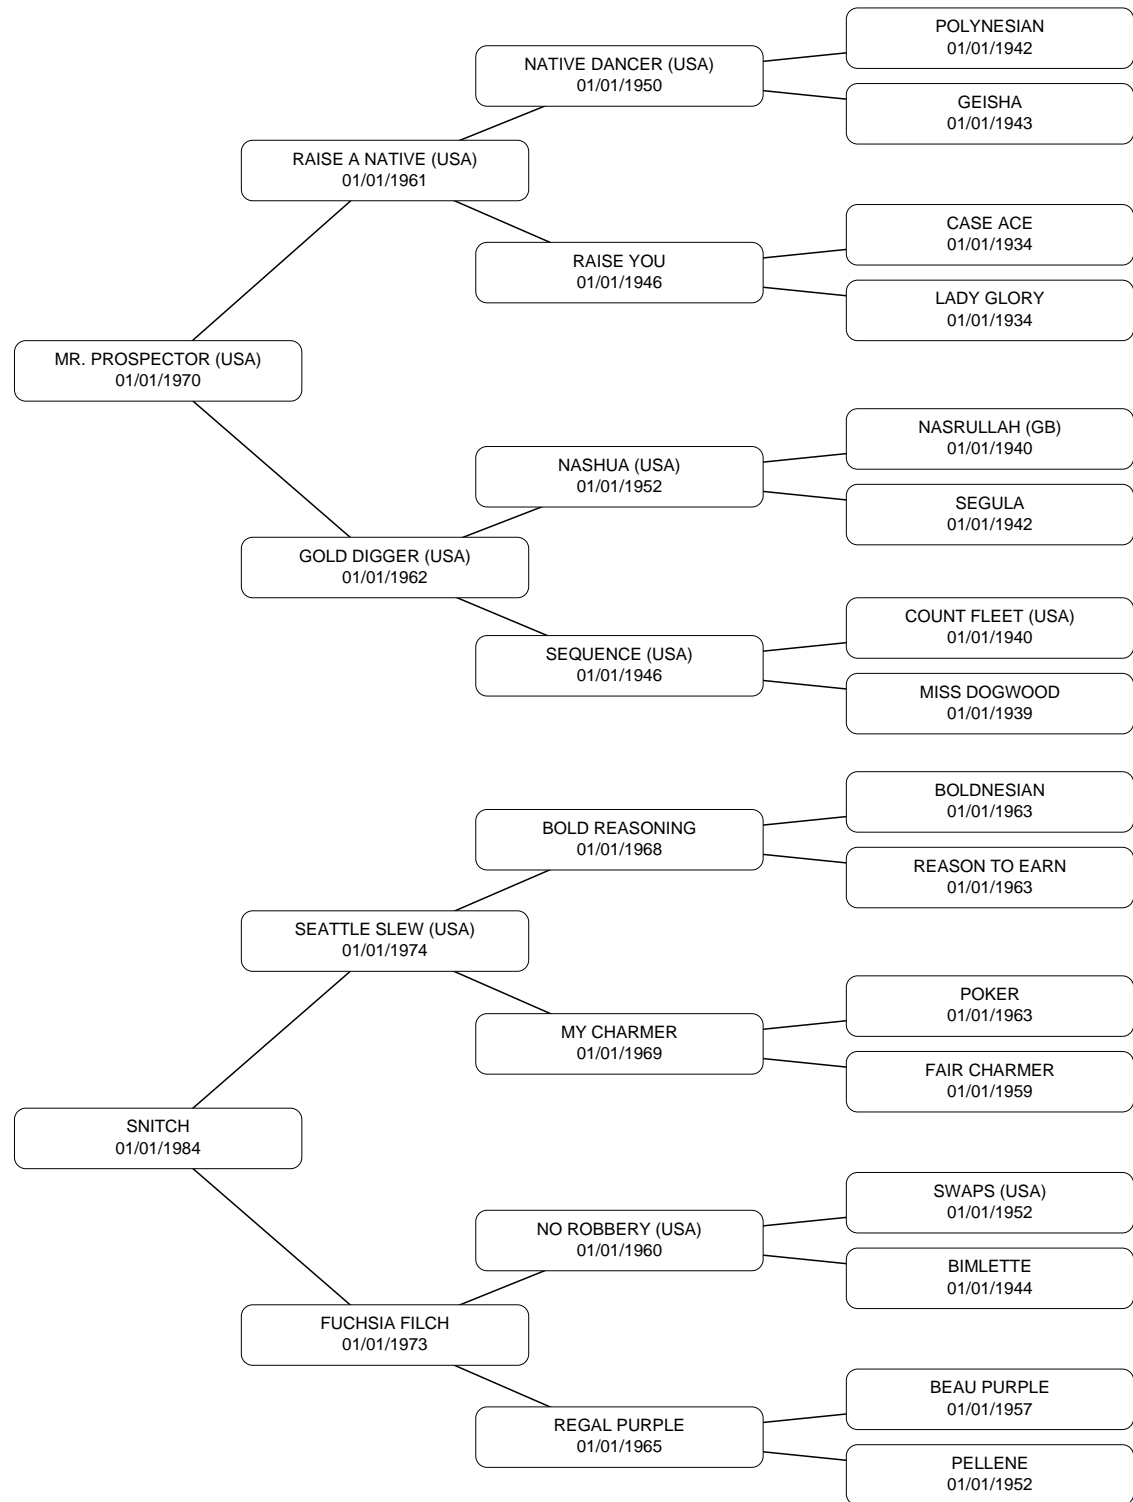 POLYNESIAN
01/01/1942
NATIVE DANCER (USA)
01/01/1950
GEISHA
01/01/1943
RAISE A NATIVE (USA)
01/01/1961
CASE ACE
01/01/1934
RAISE YOU
01/01/1946
LADY GLORY
01/01/1934
MR. PROSPECTOR (USA)
01/01/1970
NASRULLAH (GB)
01/01/1940
NASHUA (USA)
01/01/1952
SEGULA
01/01/1942
GOLD DIGGER (USA)
01/01/1962
COUNT FLEET (USA)
01/01/1940
SEQUENCE (USA)
01/01/1946
MISS DOGWOOD
01/01/1939
BOLDNESIAN
01/01/1963
BOLD REASONING
01/01/1968
REASON TO EARN
01/01/1963
SEATTLE SLEW (USA)
01/01/1974
POKER
01/01/1963
MY CHARMER
01/01/1969
FAIR CHARMER
01/01/1959
SNITCH
01/01/1984
SWAPS (USA)
01/01/1952
NO ROBBERY (USA)
01/01/1960
BIMLETTE
01/01/1944
FUCHSIA FILCH
01/01/1973
BEAU PURPLE
01/01/1957
REGAL PURPLE
01/01/1965
PELLENE
01/01/1952